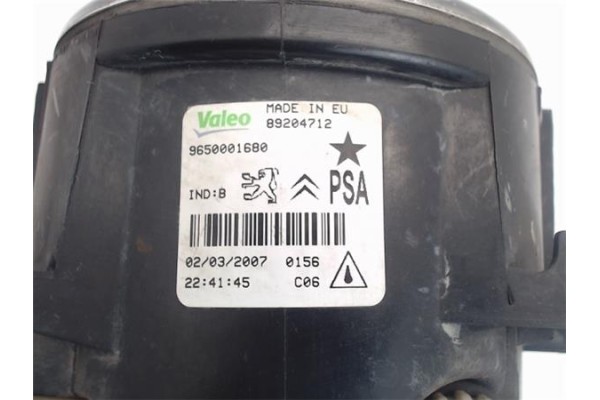 Valeo MADE IN EU
89204712
9650001680
IND:8 PSA
02/03/2007 0156
22:41:45 C06